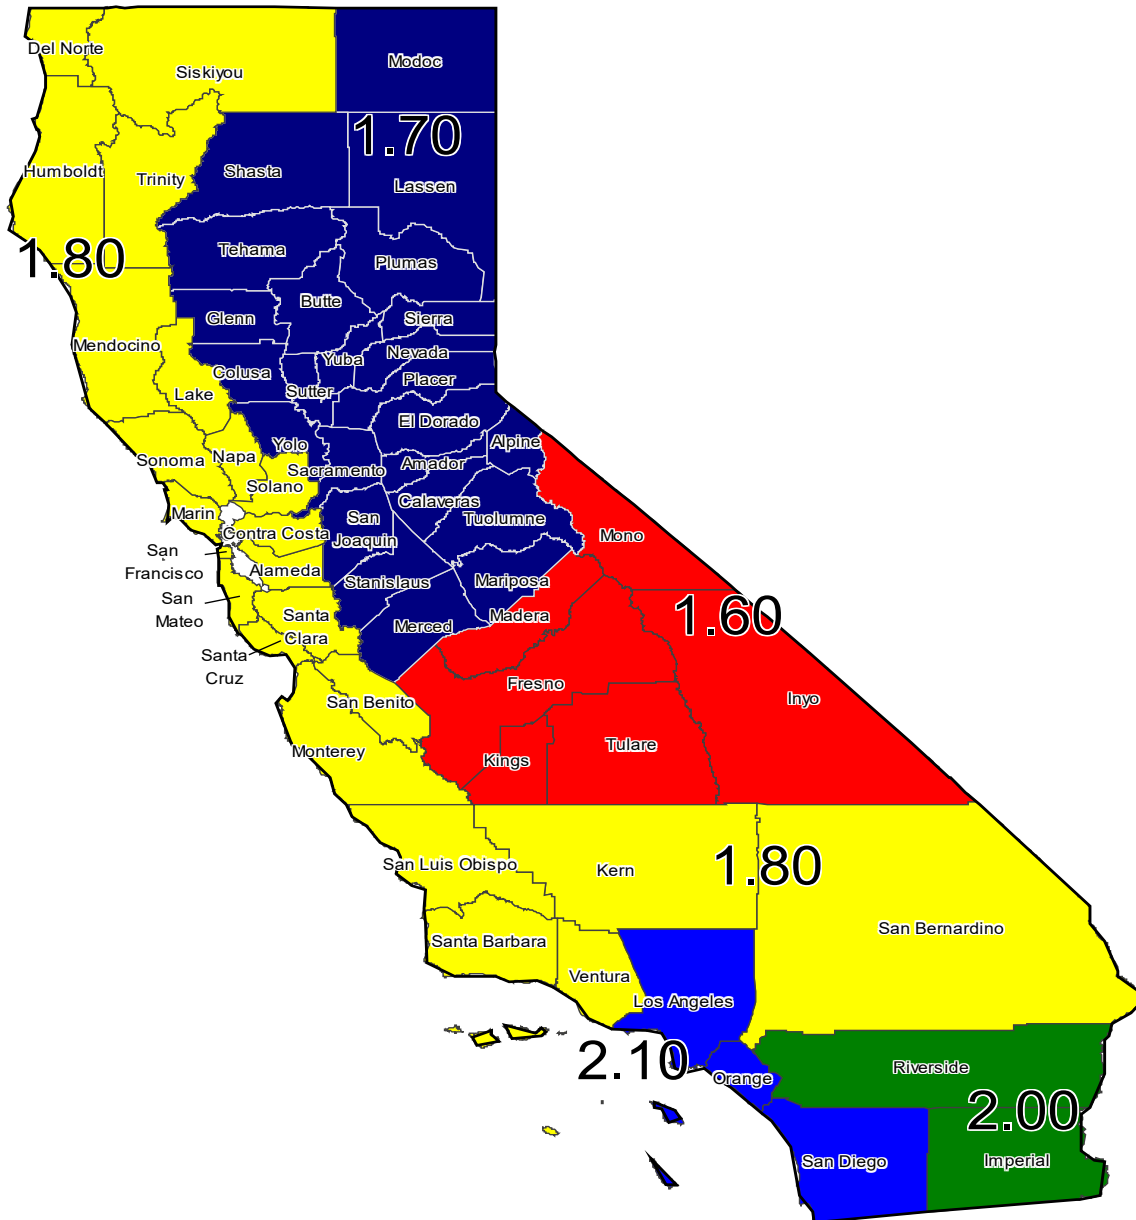 Del Norte
Siskiyou
Modoc
1.70
Humboldt
Trinity
Shasta
Lassen
1.80
Tehama
Plumas
Butte
Glenn
Sierra
Mendocino
Yuba
Nevada
Colusa
Placer
Lake
Sutter
El Dorado
Yolo
Alpine
Sonoma
Napa
Sacramento
Amador
Solano
Calaveras
Marin
San
Joaquin
Tuolumne
Contra Costa
Mono
San
Francisco
Alameda
Stanislaus
Mariposa
San
Mateo
Santa
Clara
Merced
Madera
1.60
Santa
Cruz
Fresno
San Benito
Inyo
Monterey
Kings
Tulare
San Luis Obispo
Kern
1.80
San Bernardino
Santa Barbara
Ventura
Los Angeles
2.10
Orange
Riverside
2.00
San Diego
Imperial